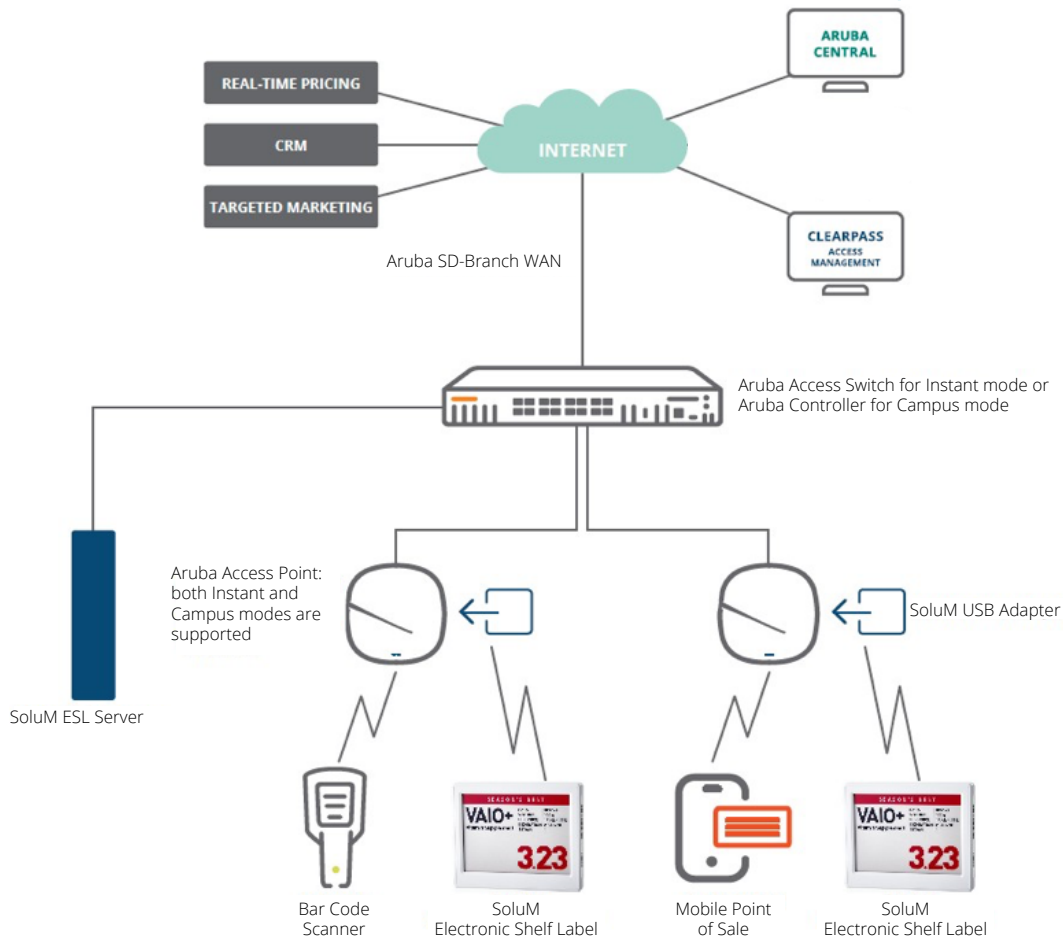 ARUBA
CENTRAL
REAL-TIME PRICING
CRM
INTERNET
TARGETED MARKETING
CLEARPASS
ACCESS
MANAGEMENT
Aruba SD-Branch WAN
Aruba Access Switch for Instant mode or
Aruba Controller for Campus mode
Aruba Access Point:
both Instant and
Campus modes are
supported
SoluM USB Adapter
SoluM ESL Server
SEASON'S BEST
VAIO+
3.23
SEASON'S BEST
VAIO+
3.23
Bar Code
Scanner
SoluM
Electronic Shelf Label
Mobile Point
of Sale
SoluM
Electronic Shelf Label